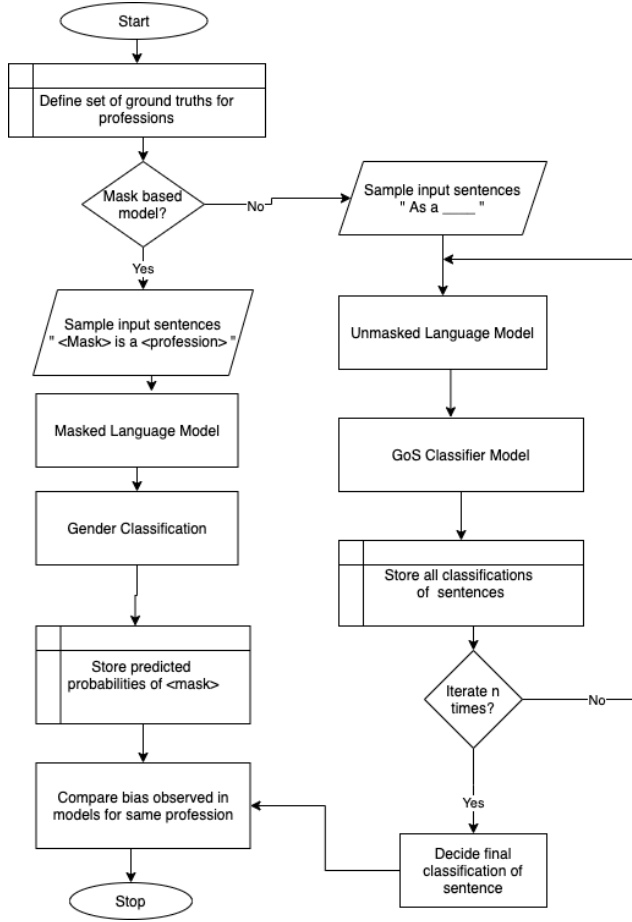 Start
Define set of ground truths for
professions
Mask based
model?
No
Sample input sentences
" As a ____ "
Yes
Sample input sentences
" <Mask> is a <profession> "
Unmasked Language Model
Masked Language Model
GoS Classifier Model
Gender Classification
Store all classifications
of sentences
Store predicted
probabilities of <mask>
Iterate n
times?
No
Yes
Compare bias observed in
models for same profession
Decide final
classification of
sentence
Stop